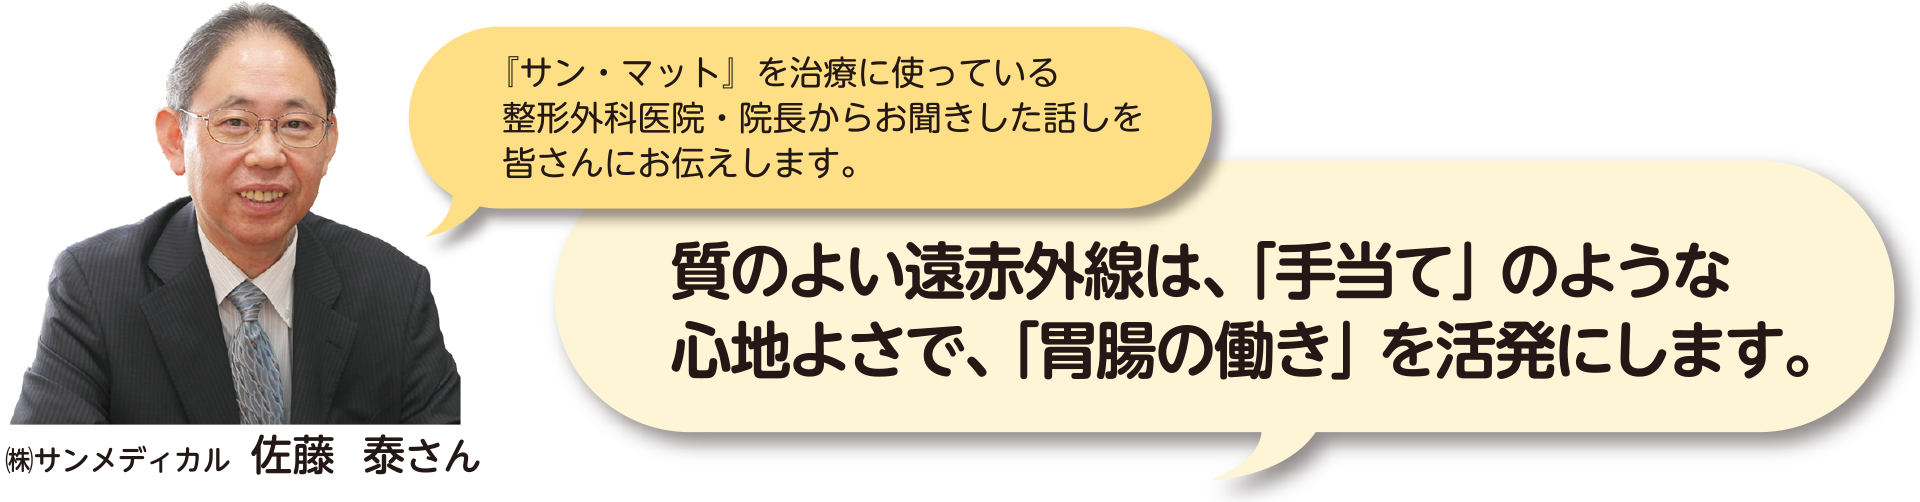 『サン・マット』を治療に使っている
整形外科医院・院長からお聞きした話しを
皆さんにお伝えします。
質のよい遠赤外線は、「手当て」のような
心地よさで、「胃腸の働き」を活発にします。
㈱サンメディカル 佐藤 泰さん